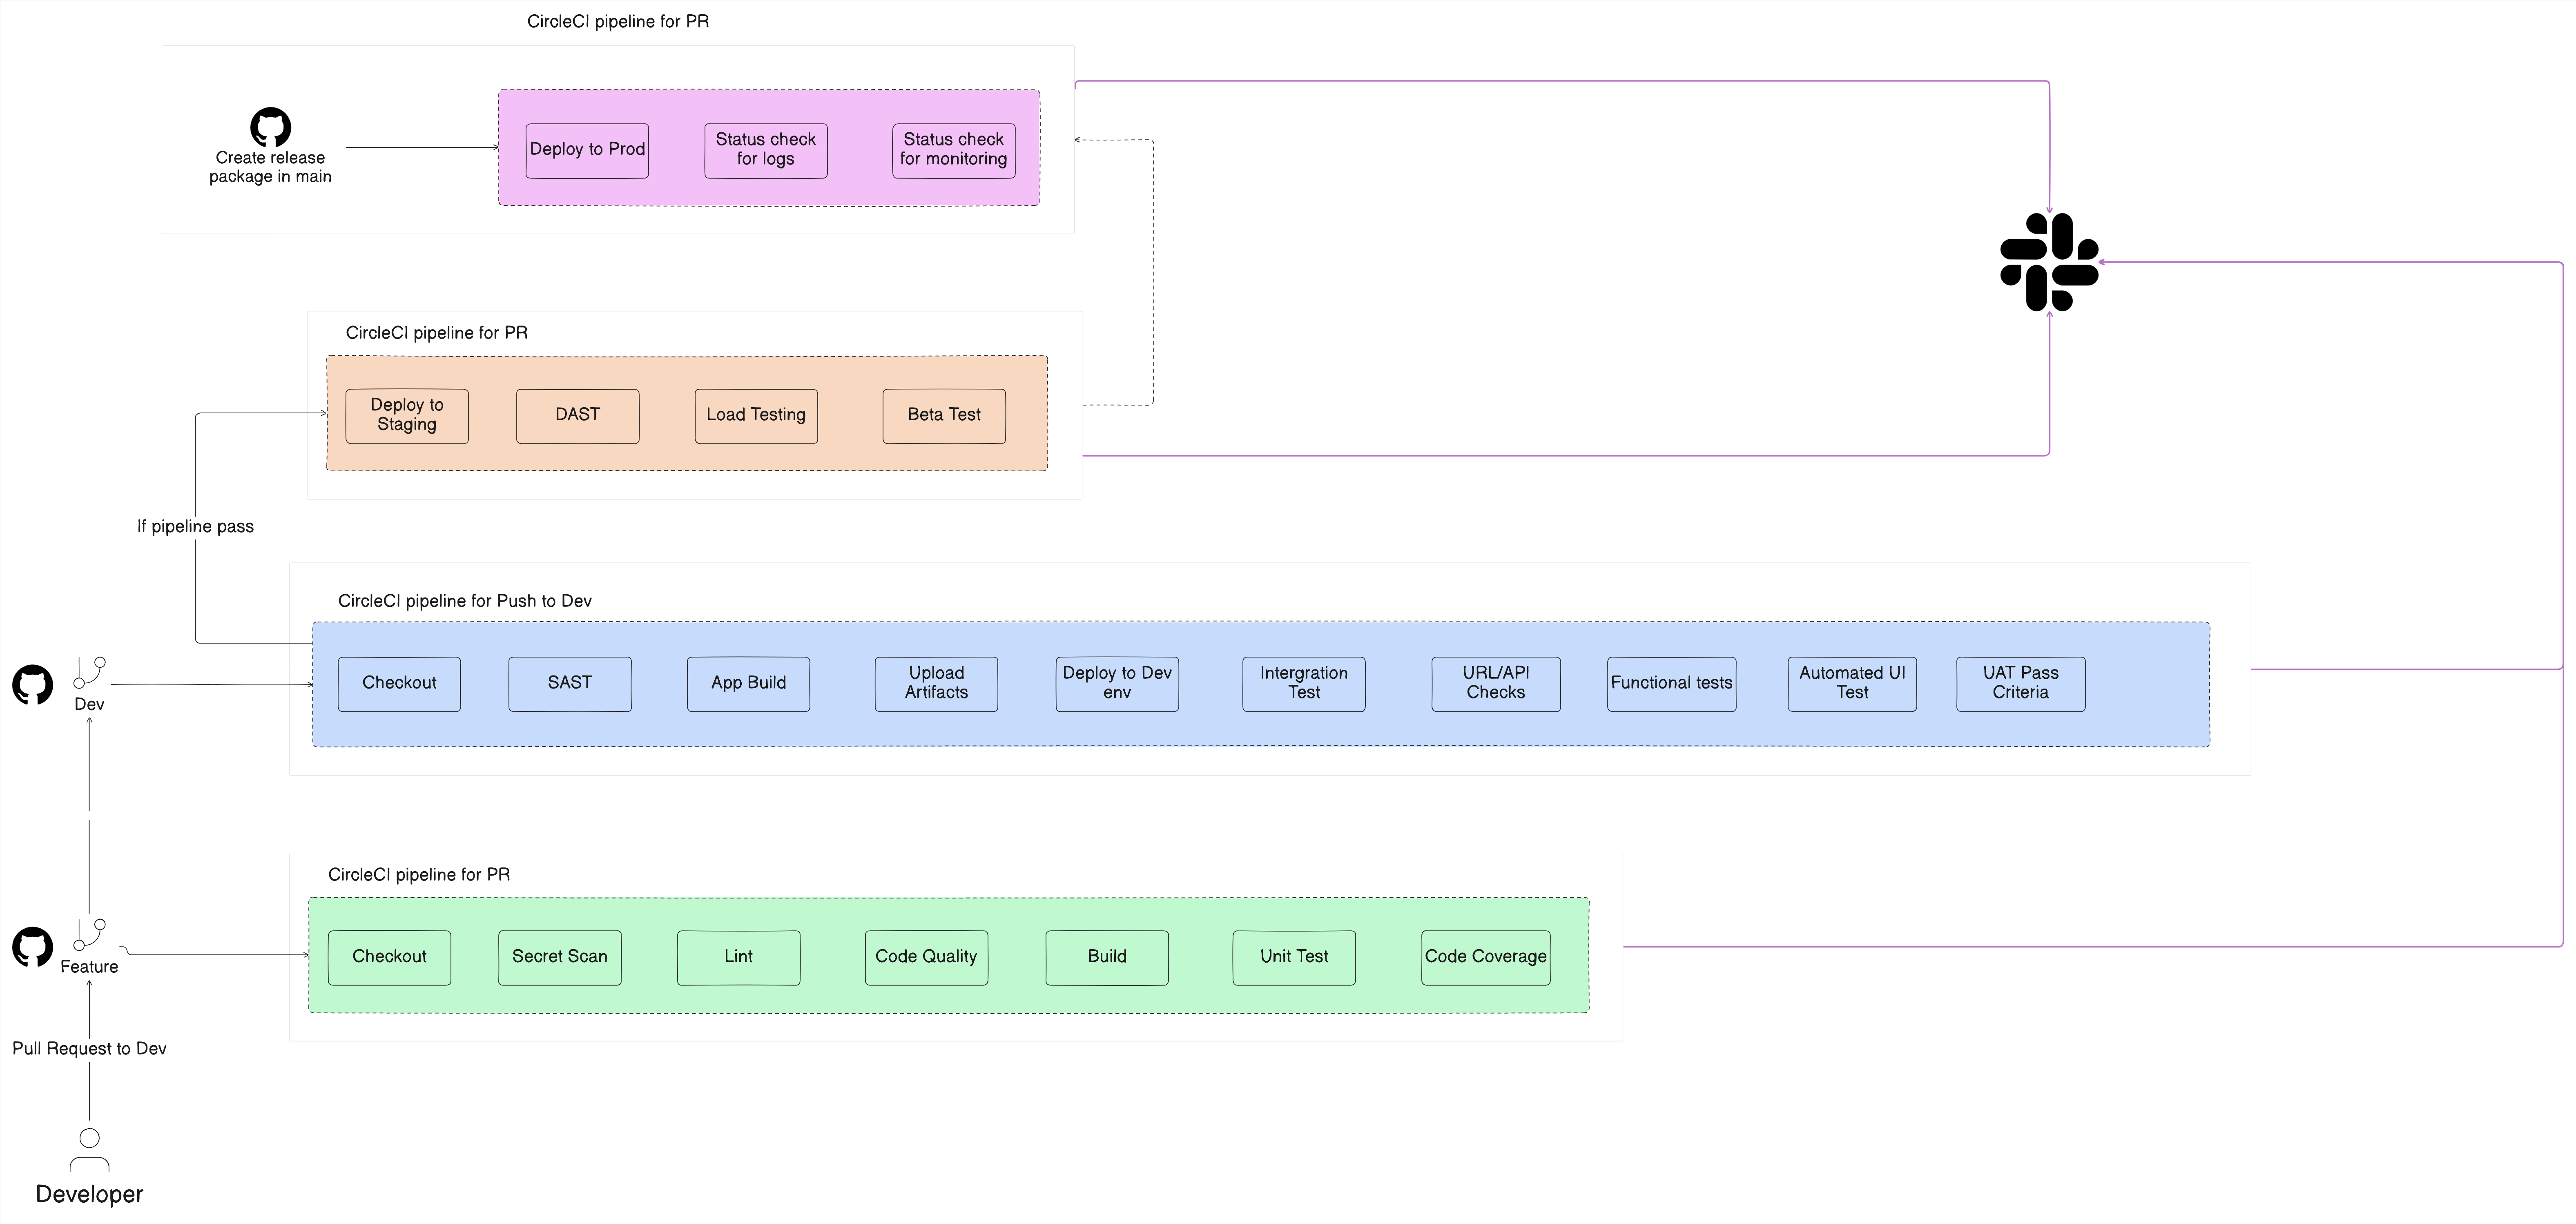 CircleCI pipeline for PR
Create release
package in main
Deploy to Prod
Status check
for logs
Status check
for monitoring
CircleCI pipeline for PR
Deploy to
Staging
DAST
Load Testing
Beta Test
If pipeline pass
CircleCI pipeline for Push to Dev
Dev
Checkout
SAST
App Build
Upload
Artifacts
Deploy to Dev
env
Intergration
Test
URL/API
Checks
Functional tests
Automated UI
Test
UAT Pass
Criteria
CircleCI pipeline for PR
Feature
Checkout
Secret Scan
Lint
Code Quality
Build
Unit Test
Code Coverage
Pull Request to Dev
Developer